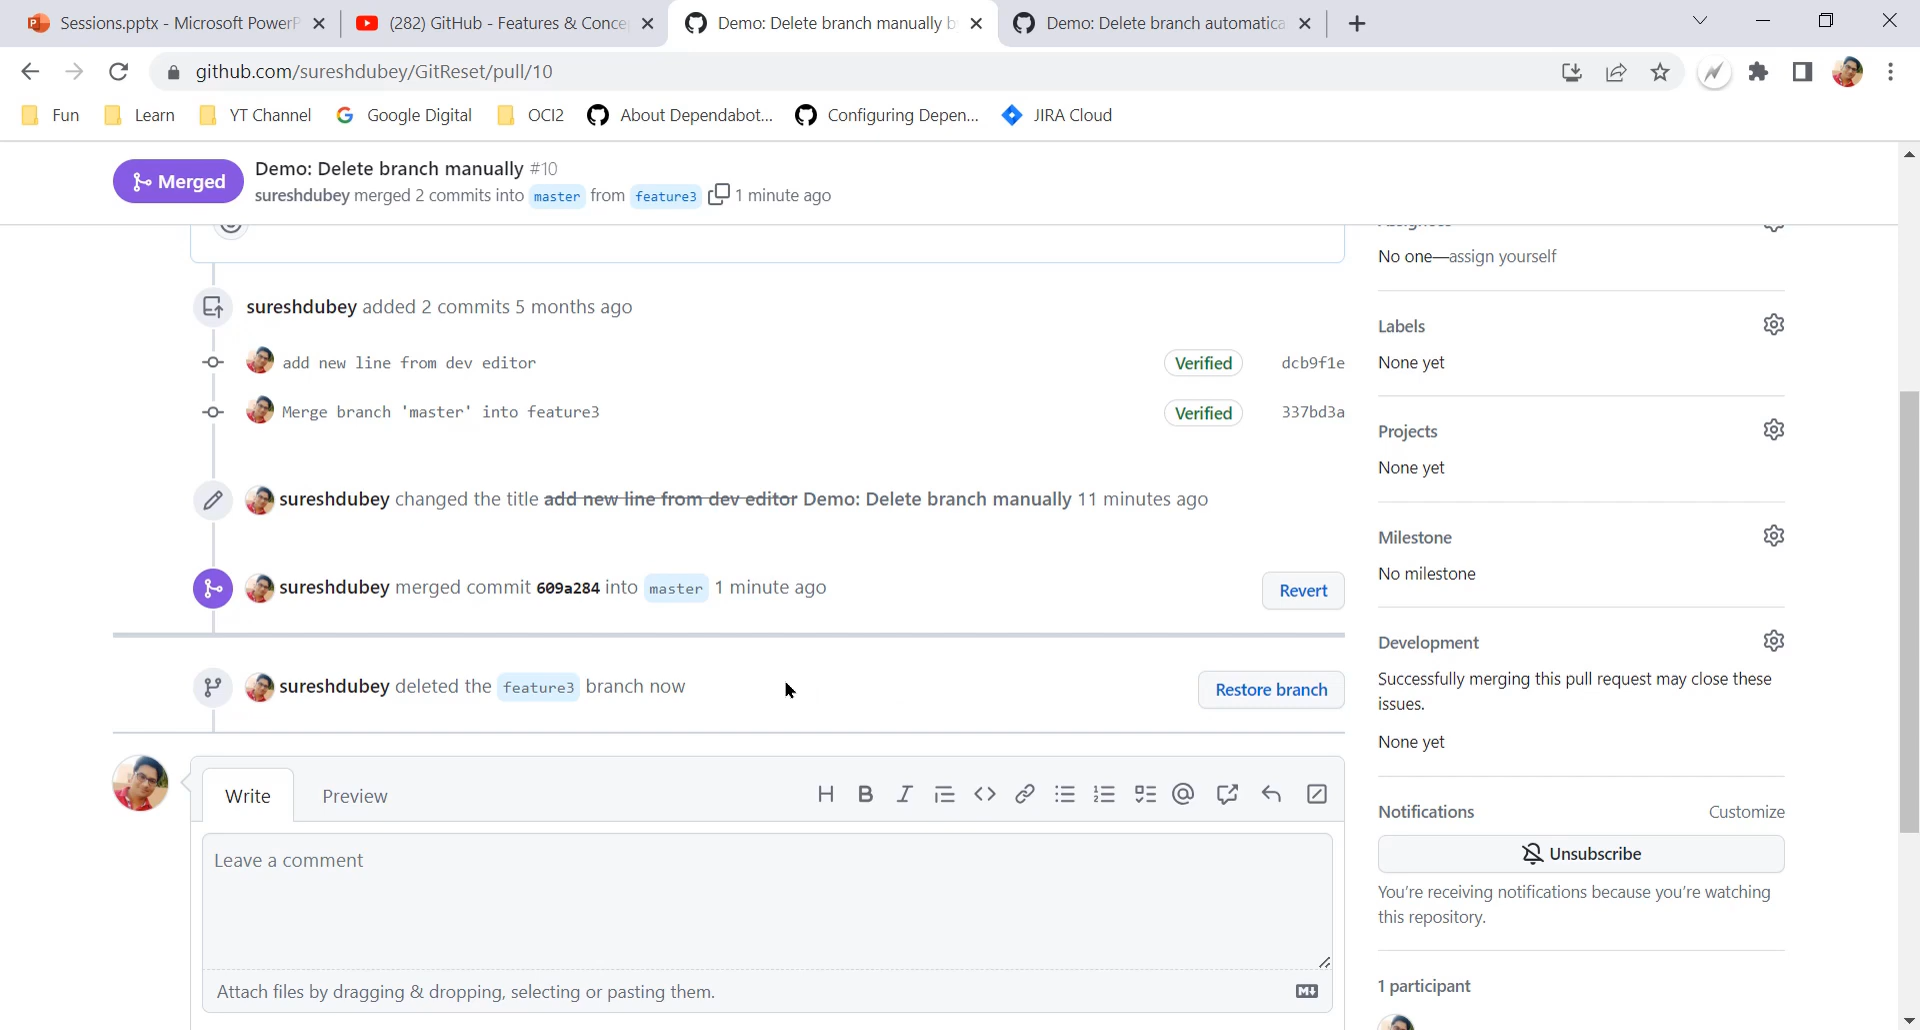 Sessions.pptx - Microsoft PowerP
(282) GitHub - Features & Conce
Demo: Delete branch manually b
Demo: Delete branch automatica
github.com/sureshdubey/GitReset/pull/10
Fun
Learn
YT Channel
Google Digital
OCI2
About Dependabot...
Configuring Depen...
JIRA Cloud
Merged
Demo: Delete branch manually #10
sureshdubey merged 2 commits into master from feature3 1 minute ago
No one—assign yourself
sureshdubey added 2 commits 5 months ago
Labels
add new line from dev editor Verified dcb9f1e
None yet
Merge branch 'master' into feature3 Verified 337bd3a
Projects
None yet
sureshdubey changed the title add new line from dev editor Demo: Delete branch manually 11 minutes ago
Milestone
No milestone
sureshdubey merged commit 609a284 into master 1 minute ago
Revert
Development
Successfully merging this pull request may close these
issues.
None yet
sureshdubey deleted the feature3 branch now
Restore branch
Write
Preview
H B I
Notifications
Customize
Unsubscribe
You're receiving notifications because you're watching
this repository.
Leave a comment
Attach files by dragging & dropping, selecting or pasting them.
1 participant